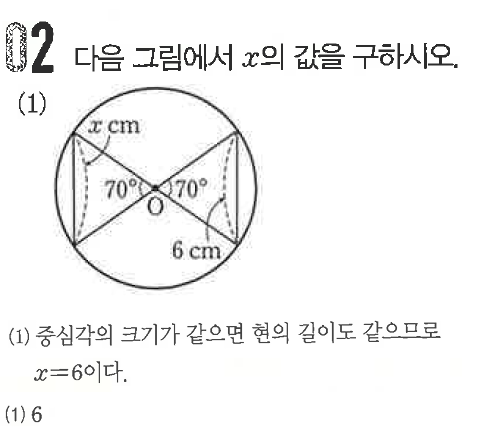 02 다음 그림에서 x의 값을 구하시오.
(1)
x cm
70° 70°
O
6 cm
(1) 중심각의 크기가 같으면 현의 길이도 같으므로
x=6이다.
(1) 6